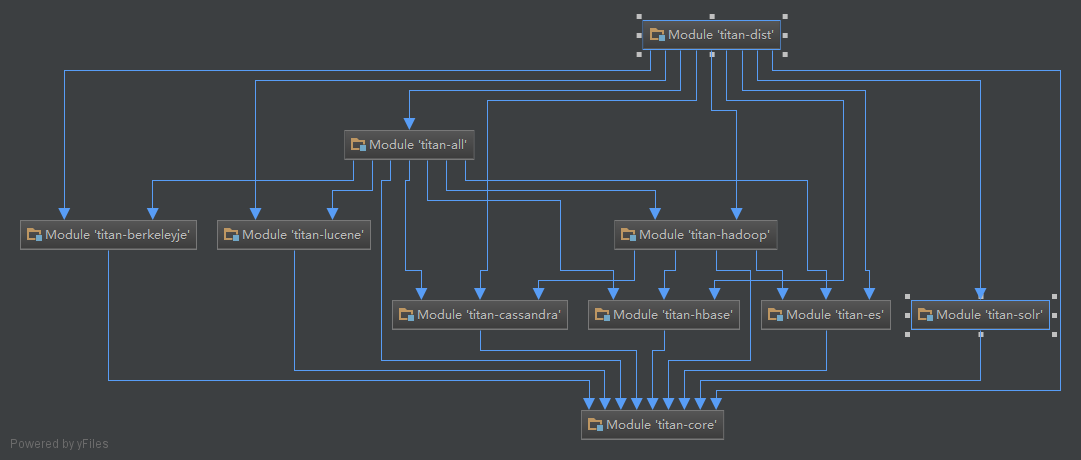 Module 'titan-dist'
Module 'titan-all'
Module 'titan-berkeleyje'
Module 'titan-lucene'
Module 'titan-hadoop'
Module 'titan-cassandra'
Module 'titan-hbase'
Module 'titan-es'
Module 'titan-solr'
Module 'titan-core'
Powered by yFiles